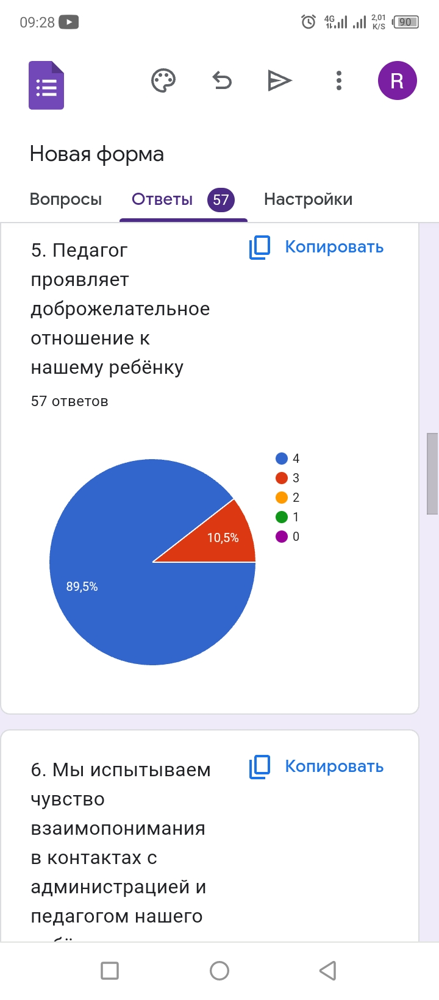 09:28
4G
2,01
K/S
90
R
Новая форма
Вопросы
Ответы 57
Настройки
5. Педагог
проявляет
доброжелательное
отношение к
нашему ребёнку
Копировать
57 ответов
4
3
2
1
0
10,5%
89,5%
6. Мы испытываем
чувство
взаимопонимания
в контактах с
администрацией и
педагогом нашего
Копировать